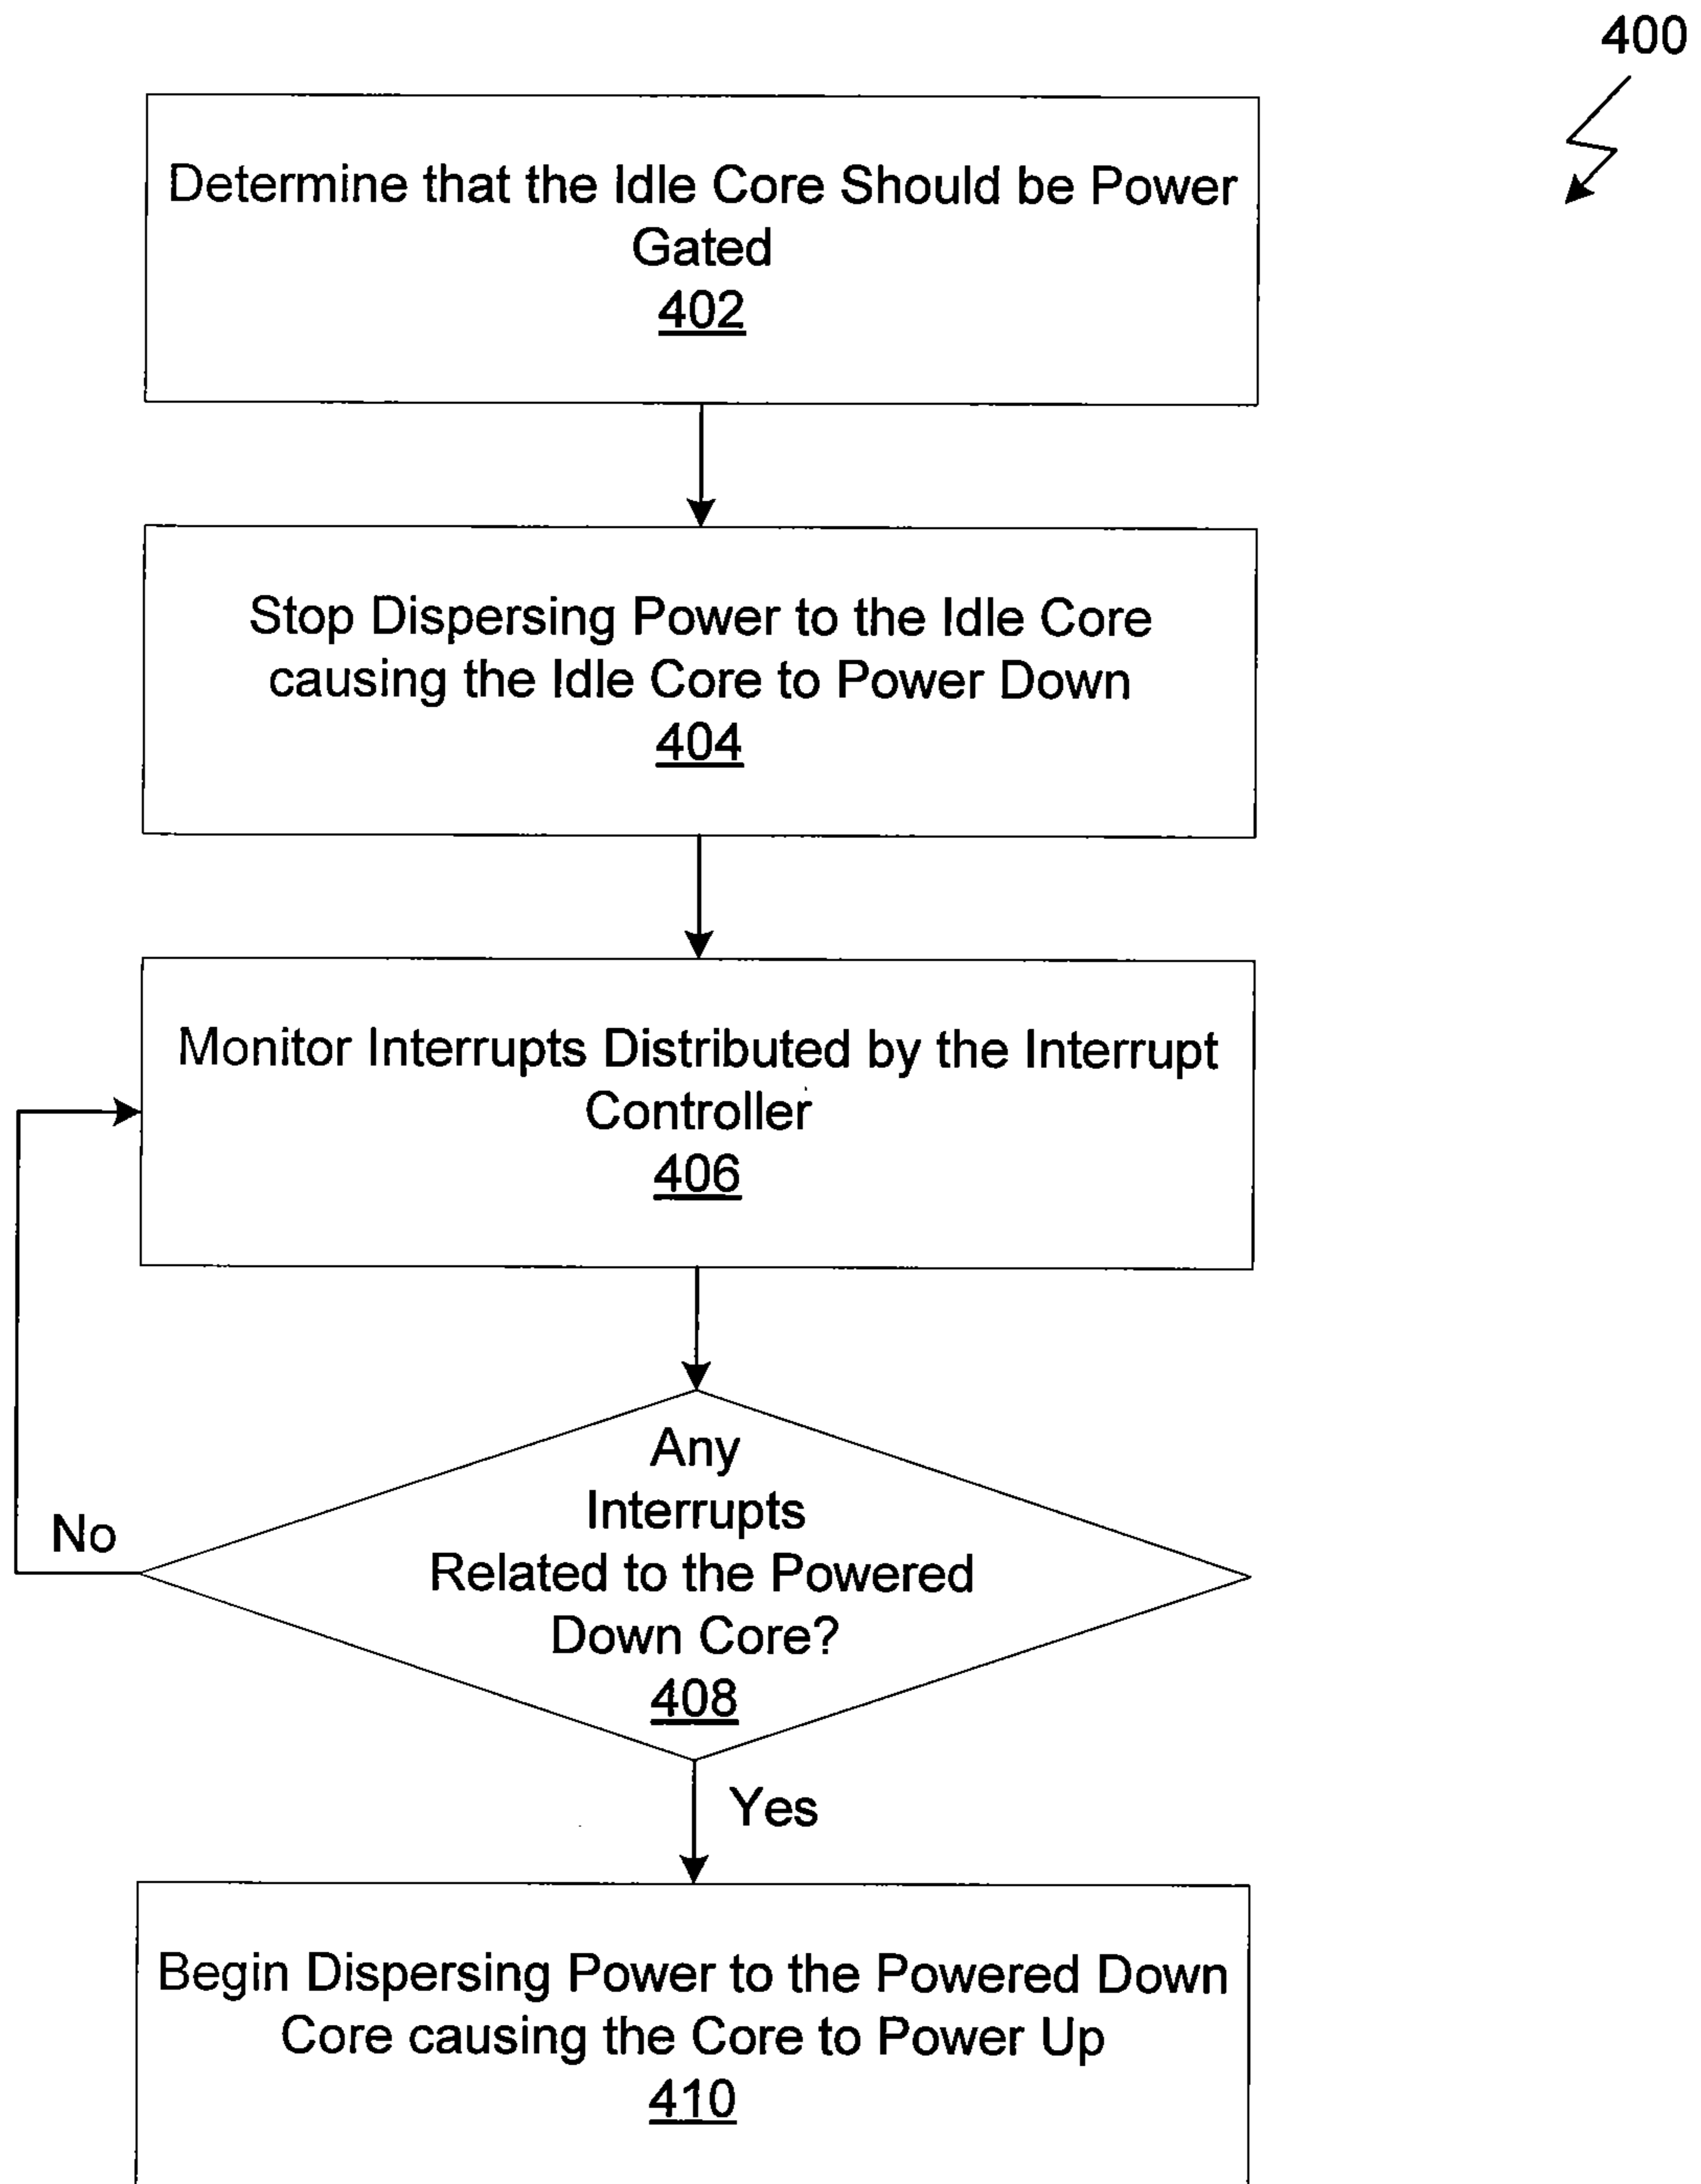 400
Determine that the Idle Core Should be Power
Gated
402
Stop Dispersing Power to the Idle Core
causing the Idle Core to Power Down
404
Monitor Interrupts Distributed by the Interrupt
Controller
406
Any
Interrupts
Related to the Powered
Down Core?
408
No
Yes
Begin Dispersing Power to the Powered Down
Core causing the Core to Power Up
410